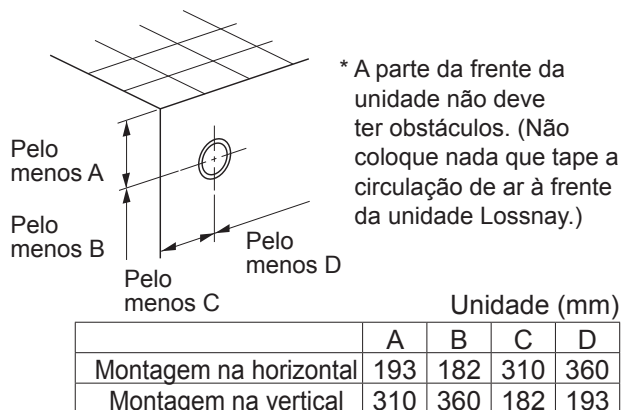 * A parte da frente da
unidade não deve
ter obstáculos. (Não
coloque nada que tape a
circulação de ar à frente
da unidade Lossnay.)
Pelo
menos A
Pelo
menos B
Pelo
menos C
Pelo
menos D
Unidade (mm)
A B C D
Montagem na horizontal 193 182 310 360
Montagem na vertical 310 360 182 193